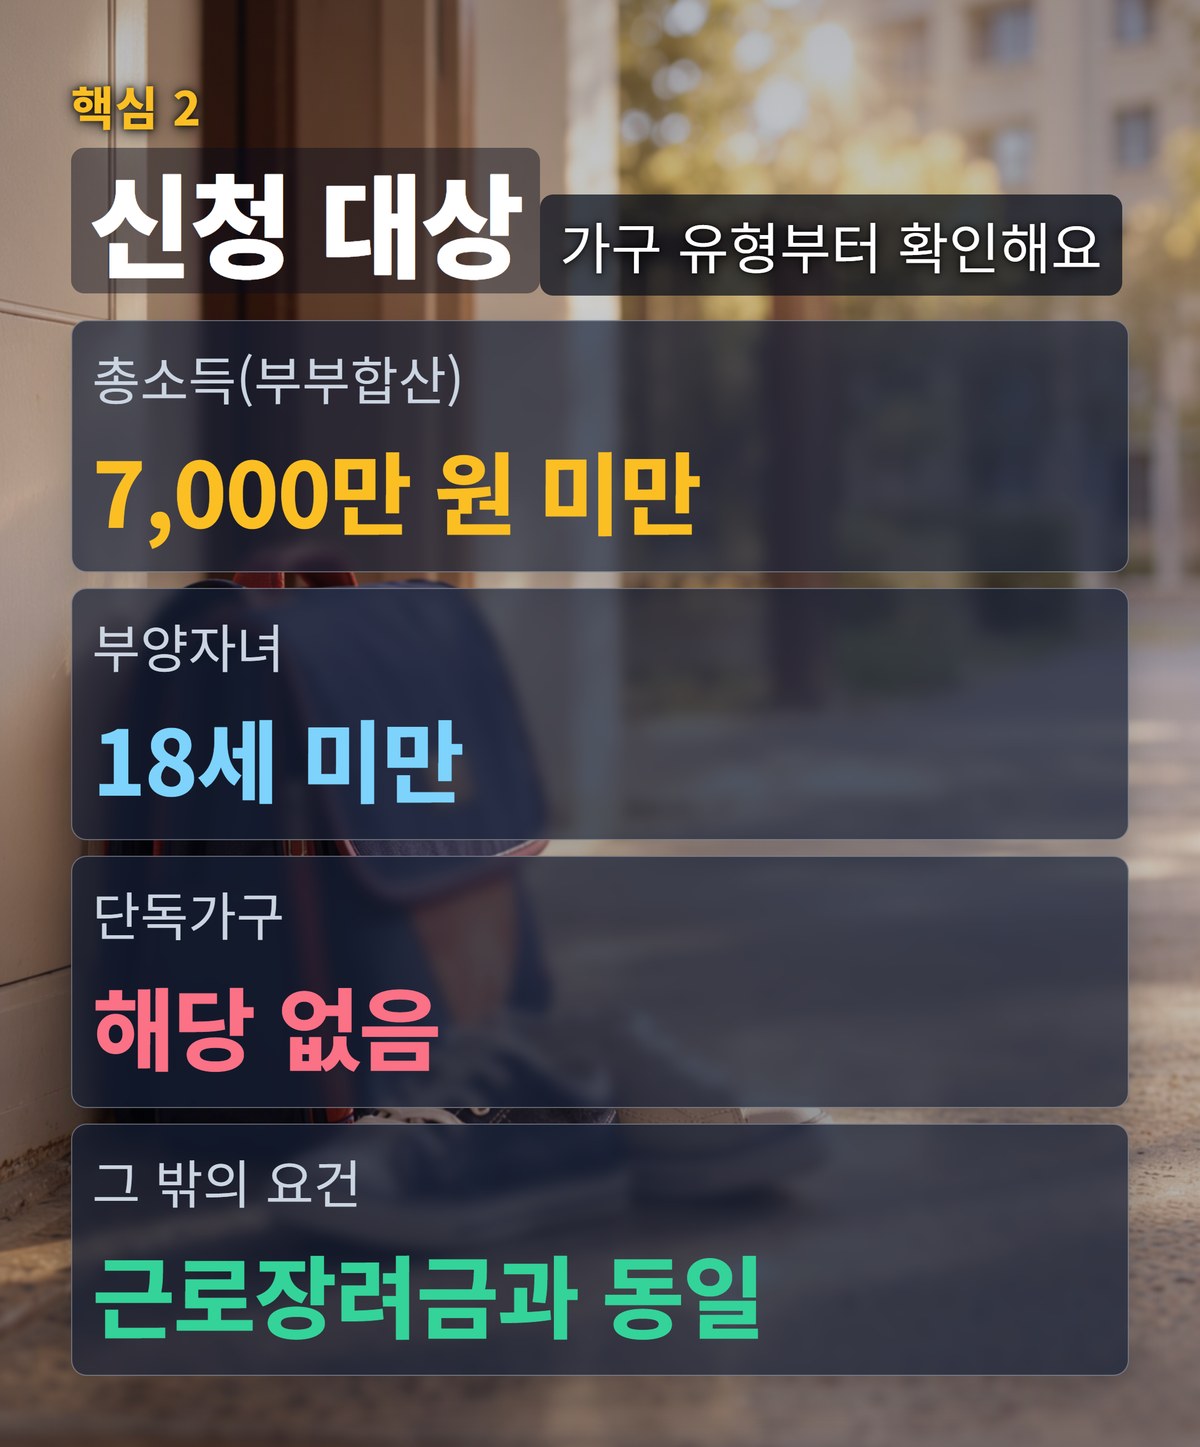 핵심 2
신청 대상 가구 유형부터 확인해요
총소득(부부합산)
7,000만 원 미만
부양자녀
18세 미만
단독가구
해당 없음
그 밖의 요건
근로장려금과 동일